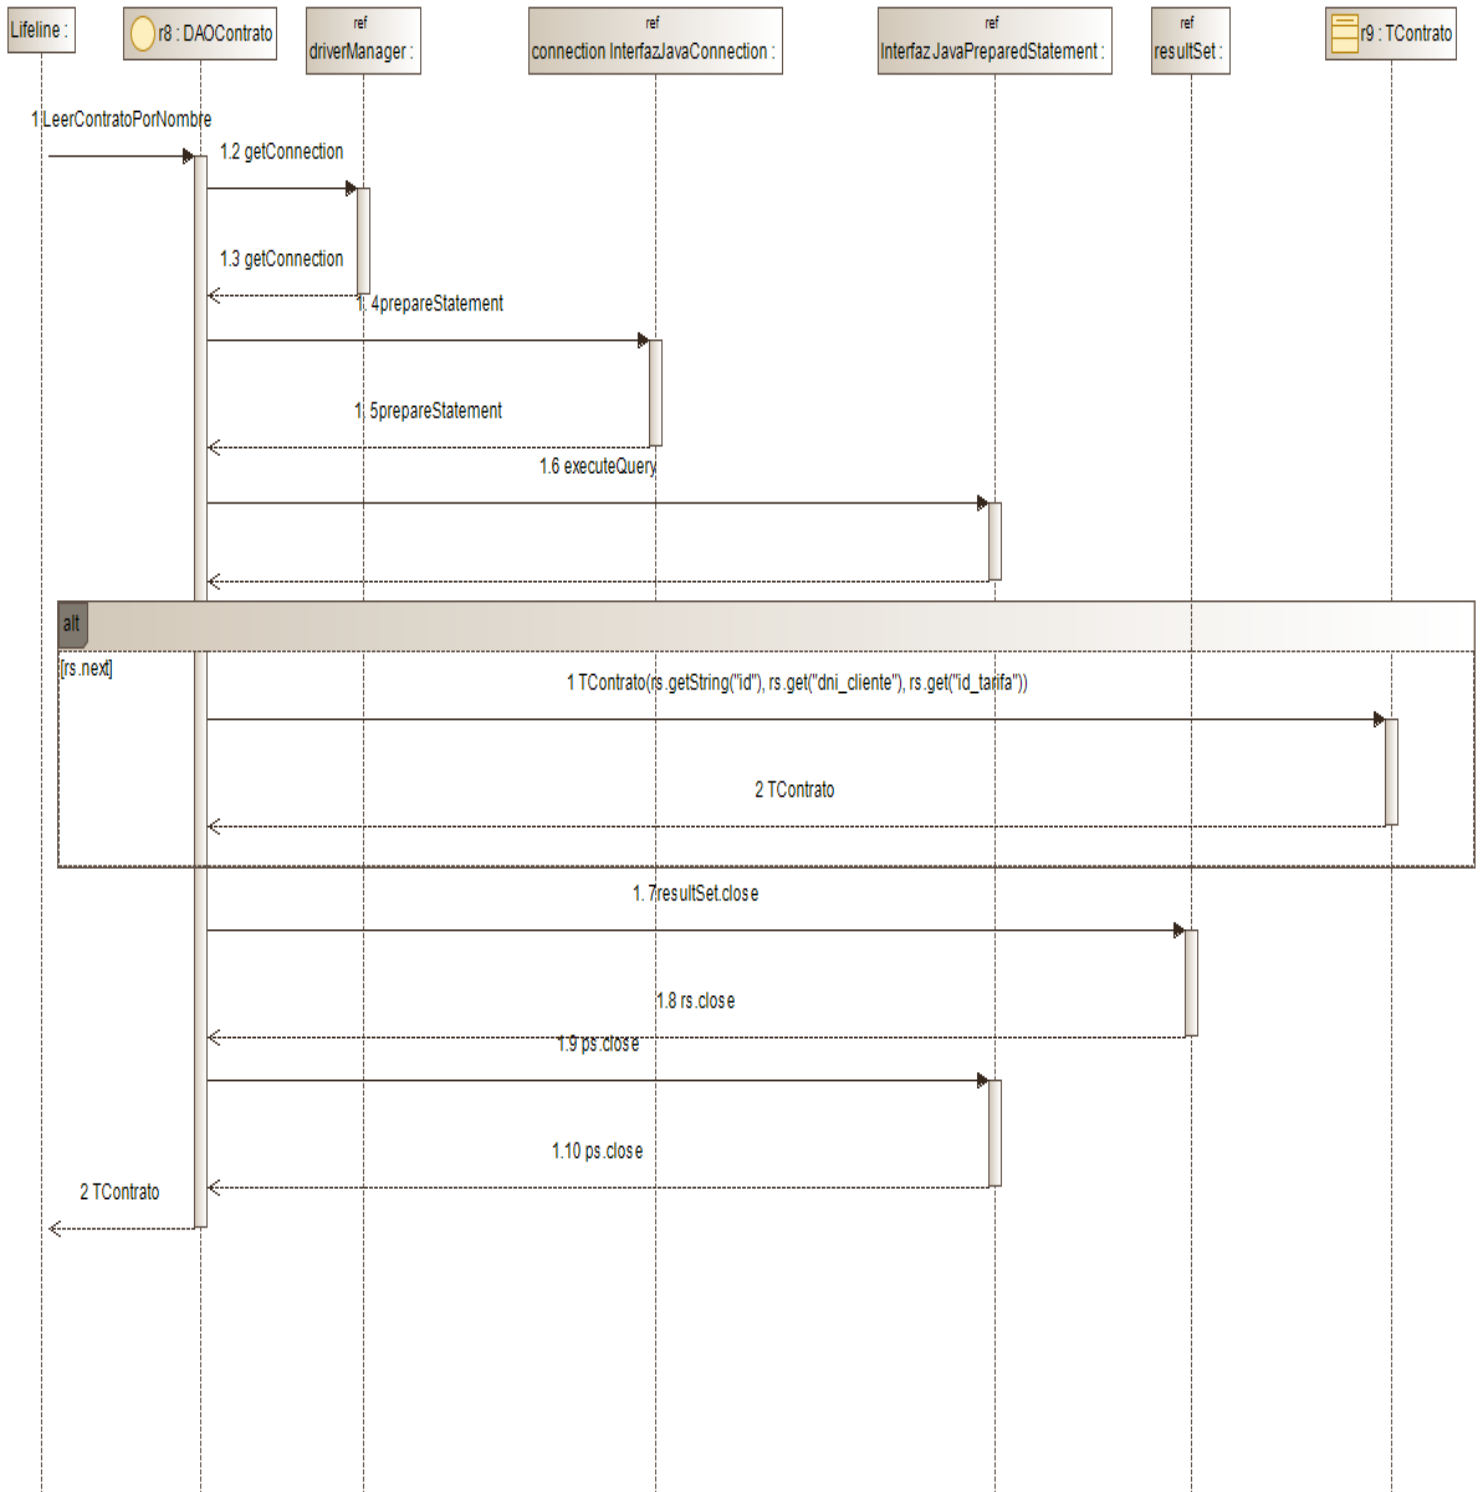 Lifeline :
r8 : DAOContrato
ref
driverManager :
ref
connection InterfazJavaConnection :
ref
InterfazJavaPreparedStatement :
ref
resultSet :
r9 : TContrato
1 LeerContratoPorNombre
1.2 getConnection
1.3 getConnection
1. 4prepareStatement
1. 5prepareStatement
1.6 executeQuery
alt
[rs.next]
1 TContrato(rs.getString("id"), rs.get("dni_cliente"), rs.get("id_tarifa"))
2 TContrato
1. 7resultSet.close
1.8 rs.close
1.9 ps.close
1.10 ps.close
2 TContrato